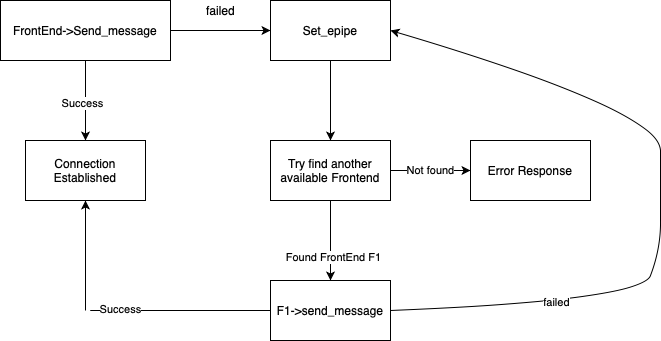 failed
FrontEnd->Send_message
Set_epipe
Success
Connection
Established
Try find another
available Frontend
Not found
Error Response
Found FrontEnd F1
Success
F1->send_message
failed